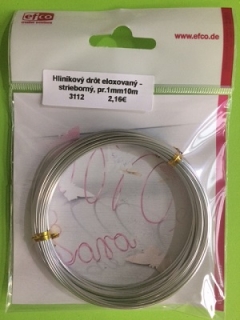 efco
www.efco.de
Hliníkový drôt eloxovaný -
strieborný, pr.1mm10m
3112 2,16€